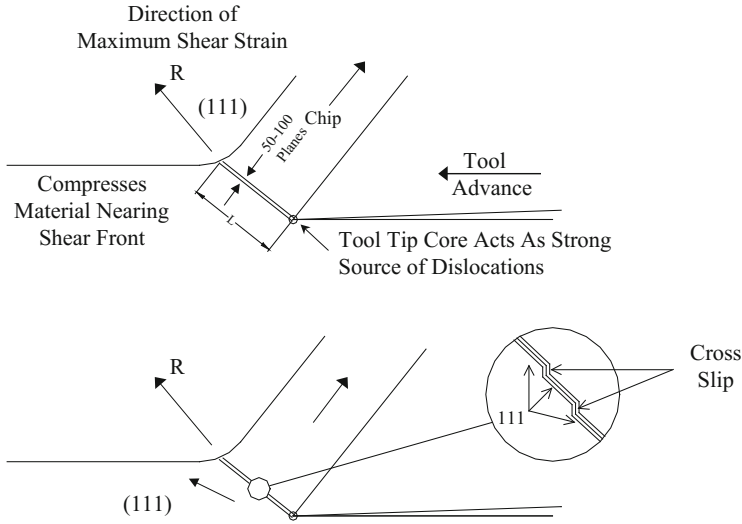 Direction of
Maximum Shear Strain
R
(111)
50-100
Planes
Chip
Tool
Advance
Compresses
Material Nearing
Shear Front
L
Tool Tip Core Acts As Strong
Source of Dislocations
R
Cross
Slip
111
(111)